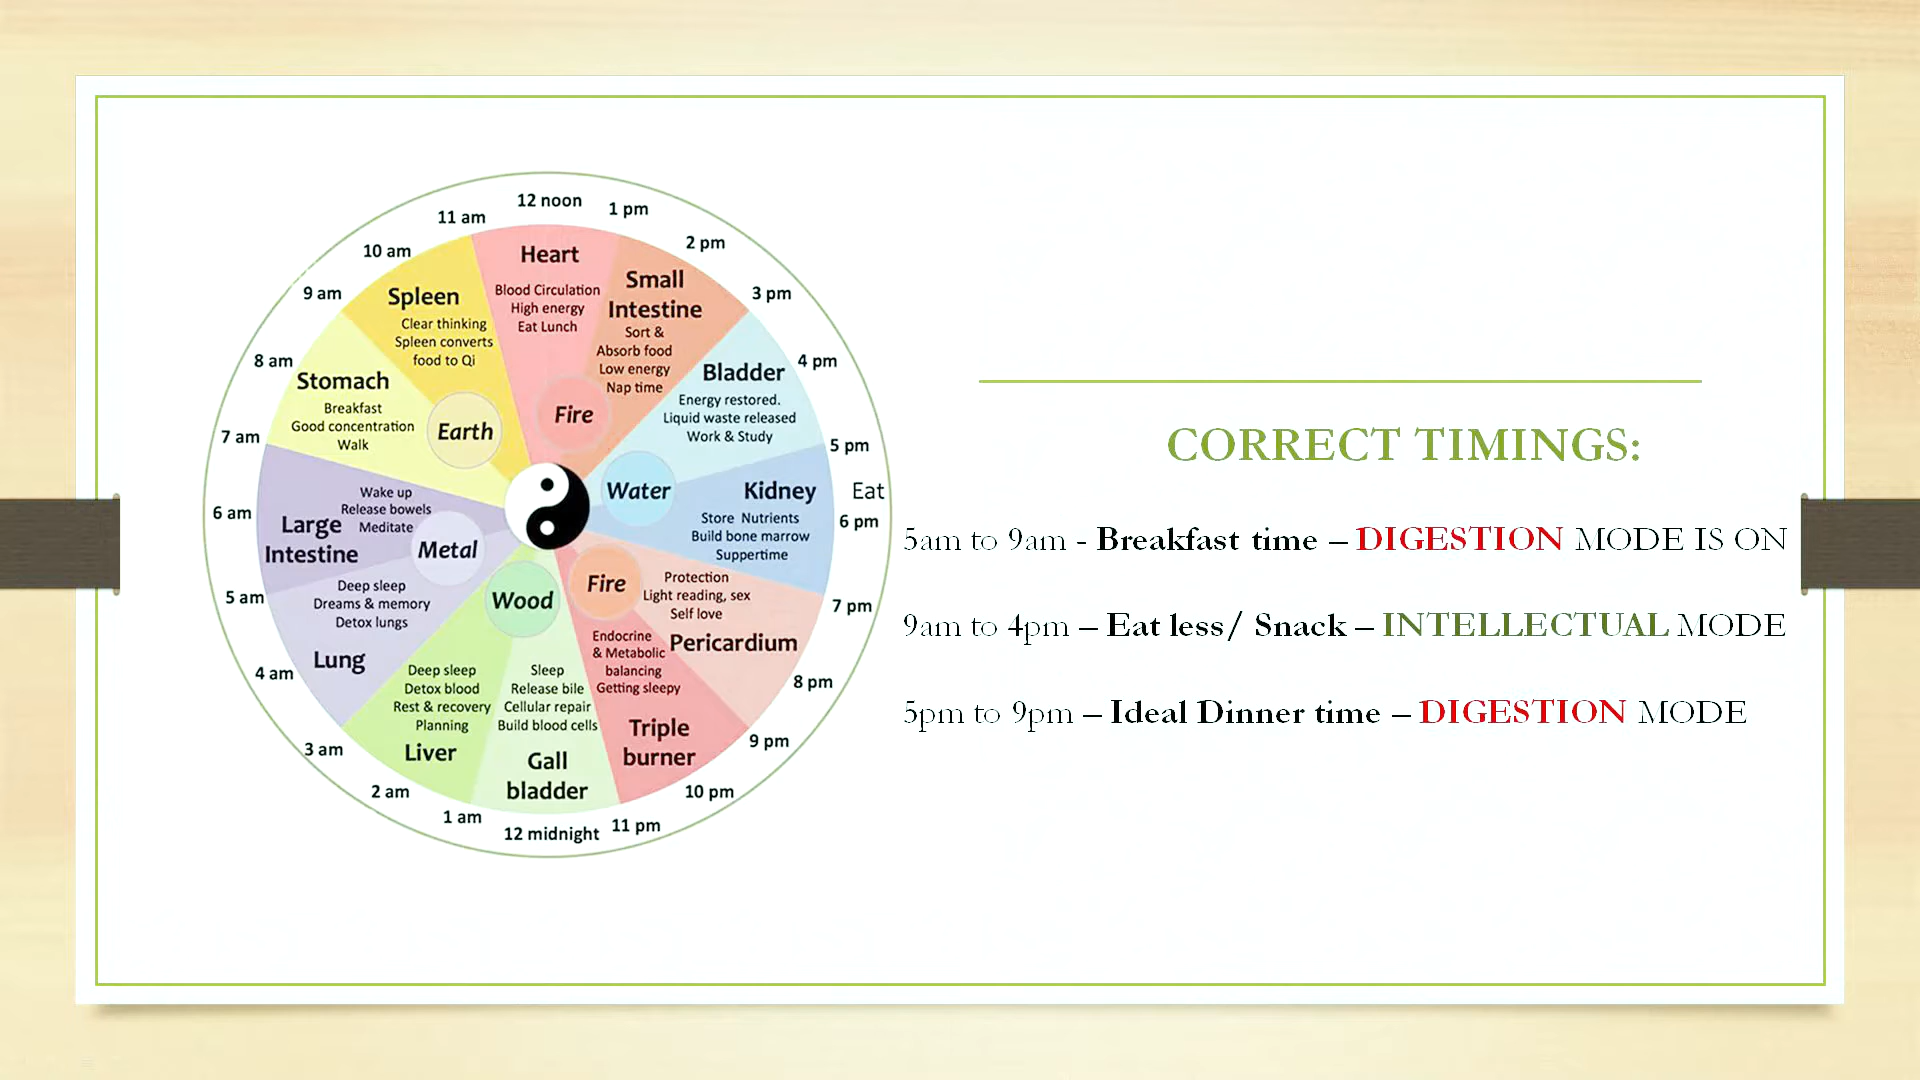 12 noon
1 pm
2 pm
3 pm
4 pm
5 pm
Eat
6 pm
7 pm
8 pm
9 pm
10 pm
11 pm
12 midnight
1 am
2 am
3 am
4 am
5 am
6 am
7 am
8 am
9 am
10 am
11 am
Heart
Blood Circulation
High energy
Eat Lunch
Small
Intestine
Sort &
Absorb food
Low energy
Nap time
Fire
Bladder
Energy restored.
Liquid waste released
Work & Study
Water
Kidney
Store Nutrients
Build bone marrow
Suppertime
Fire
Protection
Light reading, sex
Self love
Pericardium
Endocrine
& Metabolic
balancing
Getting sleepy
Triple
burner
Sleep
Release bile
Cellular repair
Build blood cells
Gall
bladder
Wood
Deep sleep
Detox blood
Rest & recovery
Planning
Liver
Deep sleep
Dreams & memory
Detox lungs
Lung
Metal
Wake up
Release bowels
Meditate
Large
Intestine
Stomach
Breakfast
Good concentration
Walk
Earth
Spleen
Clear thinking
Spleen converts
food to Qi
CORRECT TIMINGS:
5am to 9am - Breakfast time – DIGESTION MODE IS ON
9am to 4pm – Eat less/ Snack – INTELLECTUAL MODE
5pm to 9pm – Ideal Dinner time – DIGESTION MODE